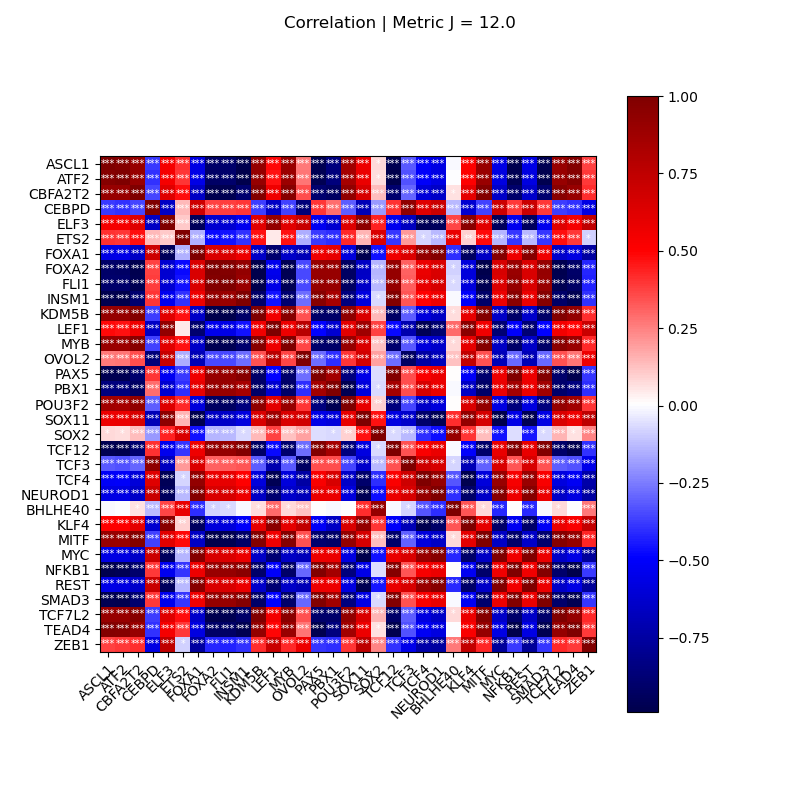 Correlation | Metric J = 12.0
ASCL1
ATF2
CBFA2T2
CEBPD
ELF3
ETS2
FOXA1
FOXA2
FLI1
INSM1
KDM5B
LEF1
MYB
OVOL2
PAX5
PBX1
POU3F2
SOX11
SOX2
TCF12
TCF3
TCF4
NEUROD1
BHLHE40
KLF4
MITF
MYC
NFKB1
REST
SMAD3
TCF7L2
TEAD4
ZEB1
ASCL1
ATF2
CBFA2T2
CEBPD
ELF3
ETS2
FOXA1
FOXA2
FLI1
INSM1
KDM5B
LEF1
MYB
OVOL2
PAX5
PBX1
POU3F2
SOX11
SOX2
TCF12
TCF3
TCF4
NEUROD1
BHLHE40
KLF4
MITF
MYC
NFKB1
REST
SMAD3
TCF7L2
TEAD4
ZEB1
1.00
0.75
0.50
0.25
0.00
−0.25
−0.50
−0.75